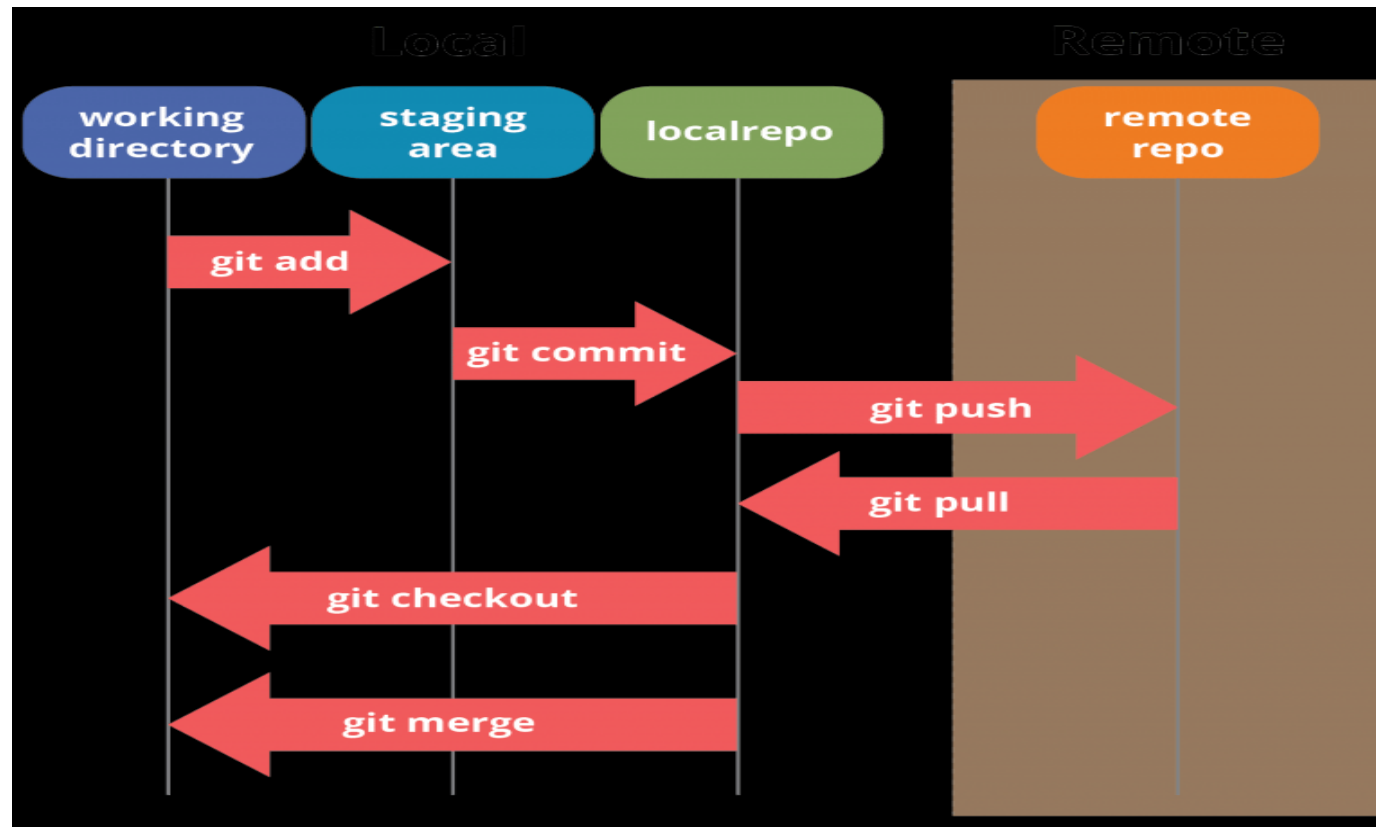 Local
Remote
working
directory
staging
area
localrepo
remote
repo
git add
git commit
git push
git pull
git checkout
git merge